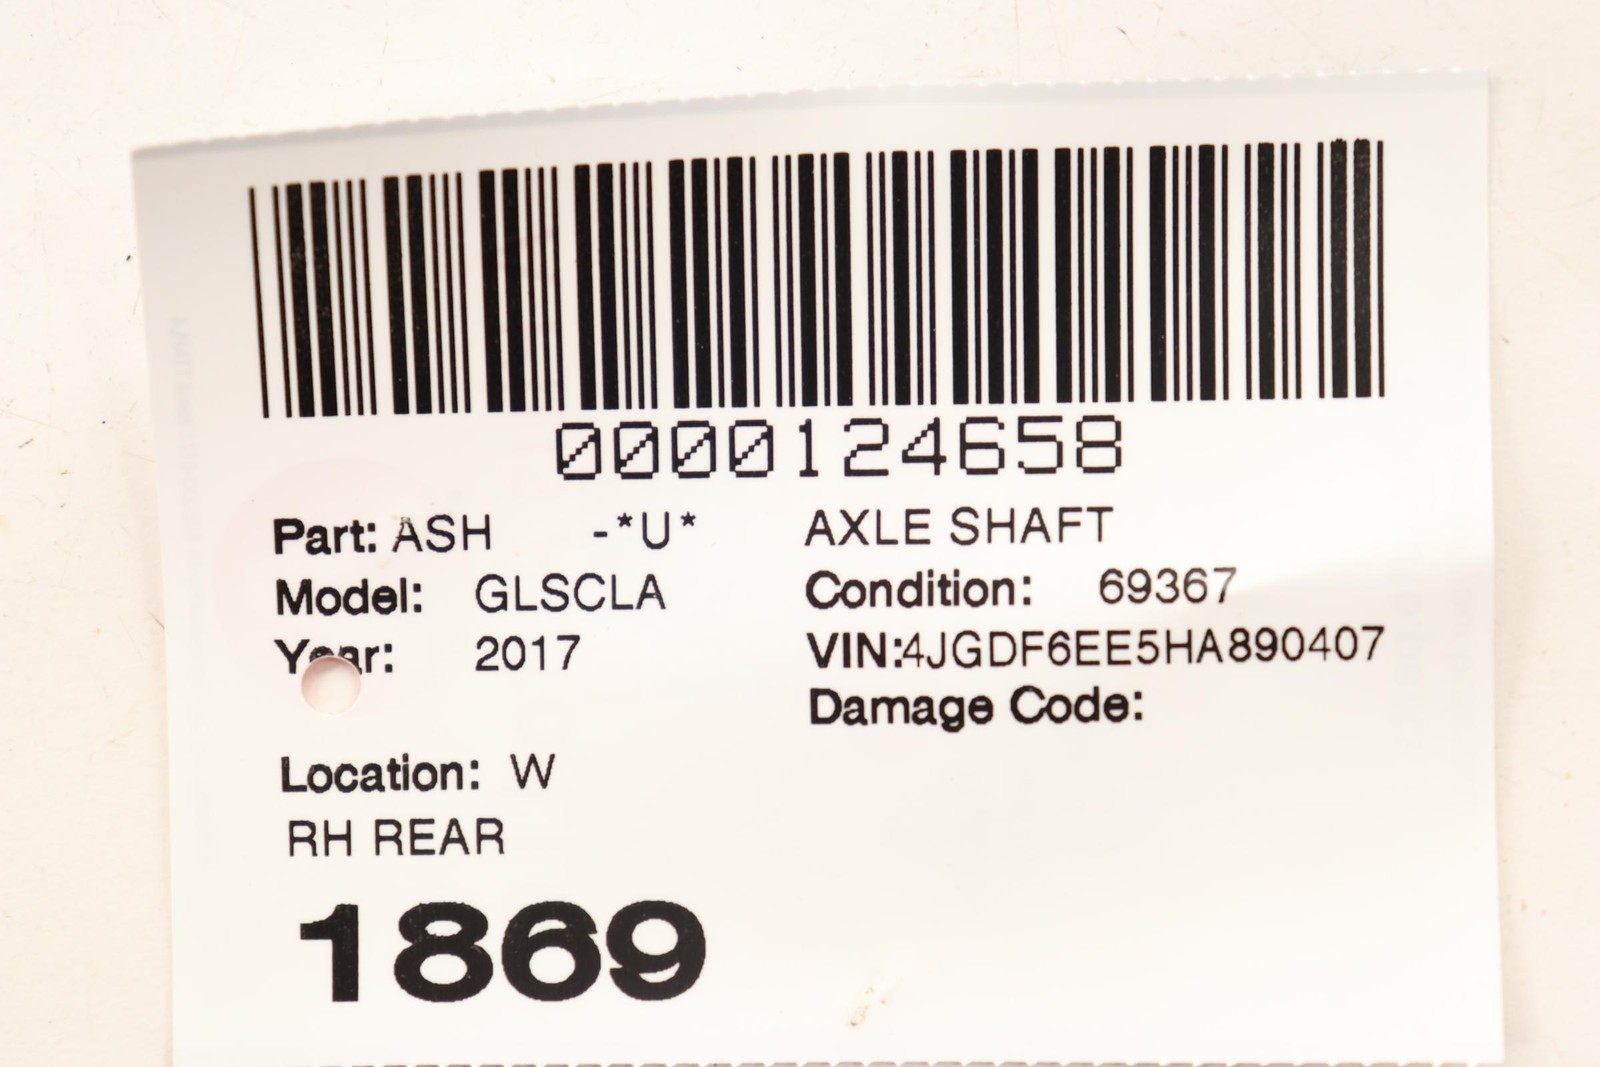 0000124658
Part: ASH -*U* AXLE SHAFT
Model: GLSCLA Condition: 69367
Year: 2017 VIN:4JGDF6EE5HA890407
Damage Code:
Location: W
RH REAR
1869